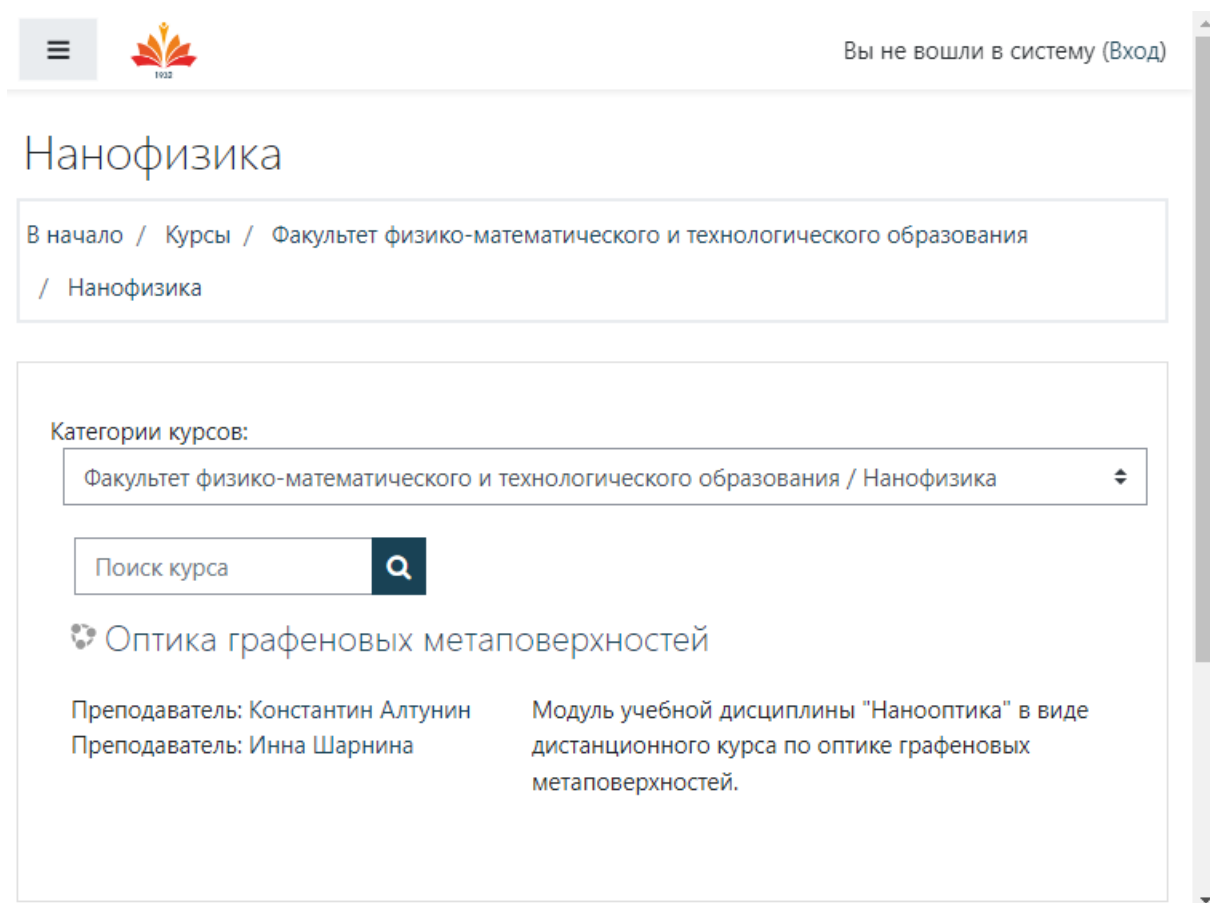 1932
Вы не вошли в систему (Вход)
Нанофизика
В начало / Курсы / Факультет физико-математического и технологического образования
/ Нанофизика
Категории курсов:
Факультет физико-математического и технологического образования / Нанофизика
Поиск курса
Оптика графеновых метаповерхностей
Преподаватель: Константин Алтунин
Преподаватель: Инна Шарнина
Модуль учебной дисциплины "Нанооптика" в виде
дистанционного курса по оптике графеновых
метаповерхностей.